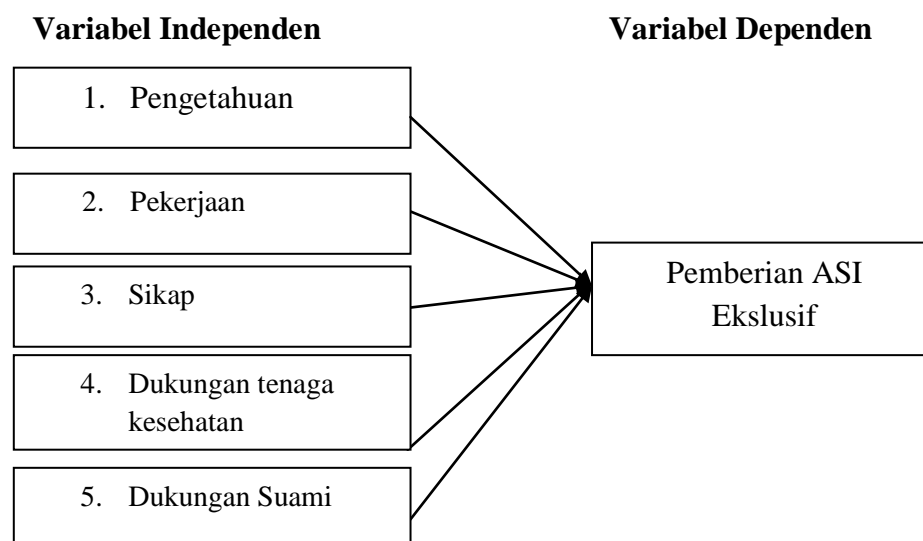 Variabel Independen
Variabel Dependen
1. Pengetahuan
2. Pekerjaan
3. Sikap
4. Dukungan tenaga
kesehatan
5. Dukungan Suami
Pemberian ASI
Ekslusif